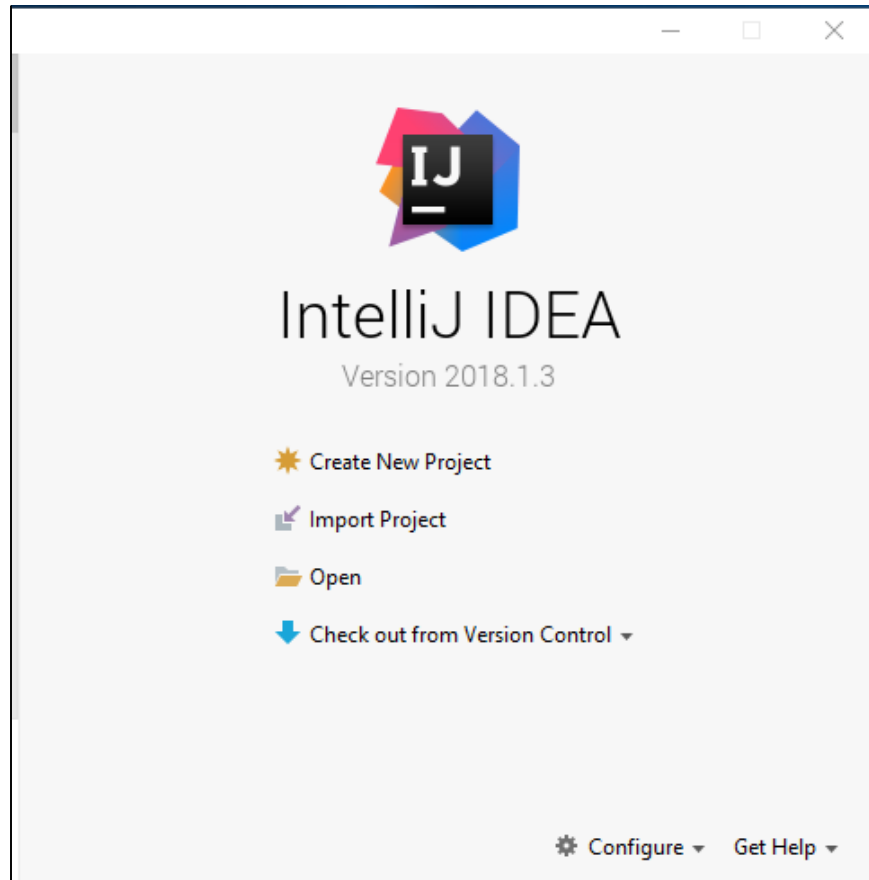 IJ
IntelliJ IDEA
Version 2018.1.3
Create New Project
Import Project
Open
Check out from Version Control
Configure Get Help